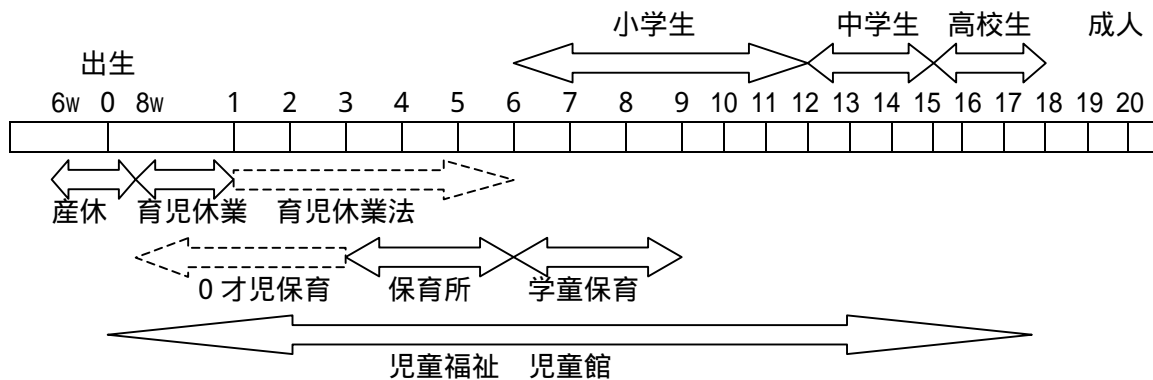 小学生 中学生 高校生 成人
出生
6w 0 8w 1 2 3 4 5 6 7 8 9 10 11 12 13 14 15 16 17 18 19 20
産休 育児休業 育児休業法
0才児保育 保育所 学童保育
児童福祉 児童館